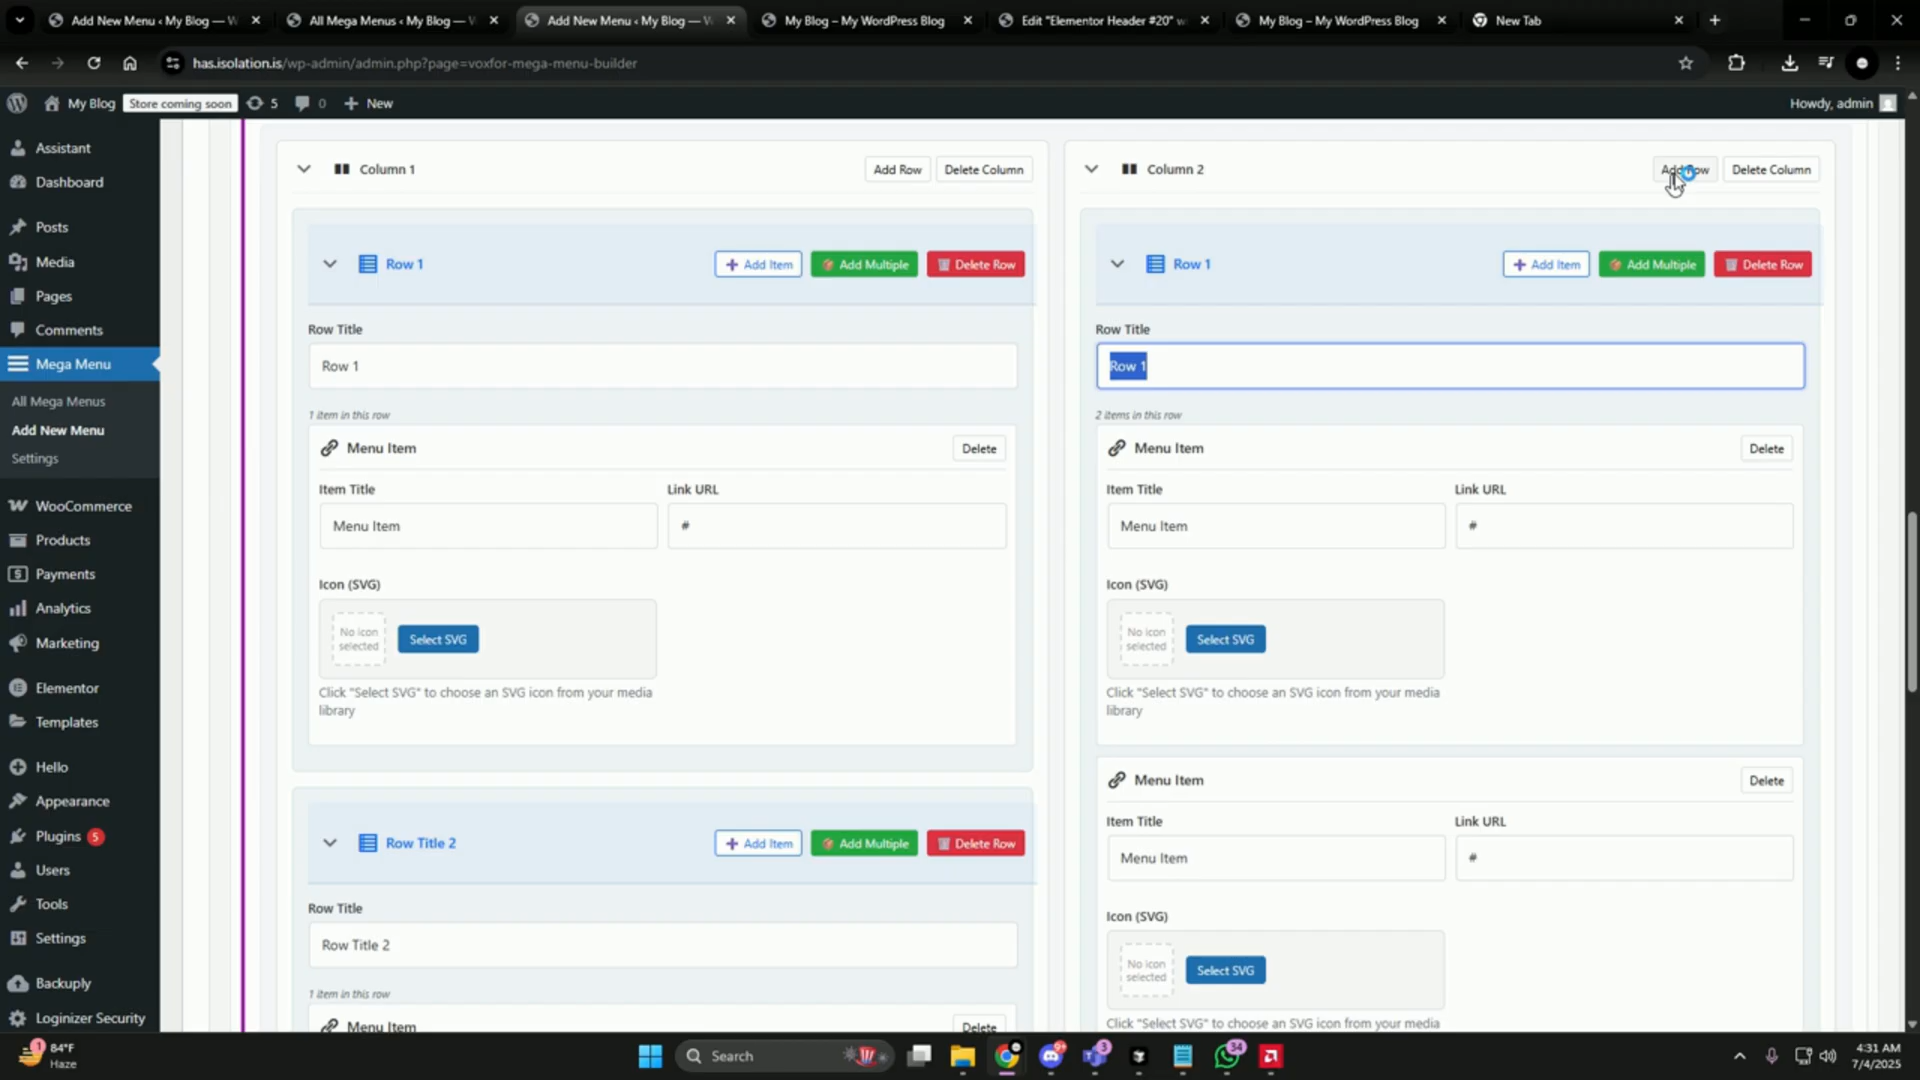 Add New Menu ‹ My Blog — W
All Mega Menus ‹ My Blog — W
Add New Menu ‹ My Blog — W
My Blog – My WordPress Blog
Edit "Elementor Header #20" w
My Blog – My WordPress Blog
New Tab
has.isolation.is/wp-admin/admin.php?page=voxfor-mega-menu-builder
My Blog
Store coming soon
5
0
New
Howdy, admin
Assistant
Dashboard
Posts
Media
Pages
Comments
Mega Menu
All Mega Menus
Add New Menu
Settings
WooCommerce
Products
Payments
Analytics
Marketing
Elementor
Templates
Hello
Appearance
Plugins 5
Users
Tools
Settings
Backuply
Loginizer Security
Column 1
Add Row
Delete Column
Row 1
+ Add Item
Add Multiple
Delete Row
Row Title
Row 1
1 item in this row
Menu Item
Delete
Item Title
Link URL
Menu Item
#
Icon (SVG)
No icon
selected
Select SVG
Click "Select SVG" to choose an SVG icon from your media
library
Row Title 2
+ Add Item
Add Multiple
Delete Row
Row Title
Row Title 2
1 item in this row
Menu Item
Delete
Column 2
Add Row
Delete Column
Row 1
+ Add Item
Add Multiple
Delete Row
Row Title
Row 1
2 items in this row
Menu Item
Delete
Item Title
Link URL
Menu Item
#
Icon (SVG)
No icon
selected
Select SVG
Click "Select SVG" to choose an SVG icon from your media
library
Menu Item
Delete
Item Title
Link URL
Menu Item
#
Icon (SVG)
No icon
selected
Select SVG
Click "Select SVG" to choose an SVG icon from your media
1
84°F
Haze
Search
9+
3
34
4:31 AM
7/4/2025